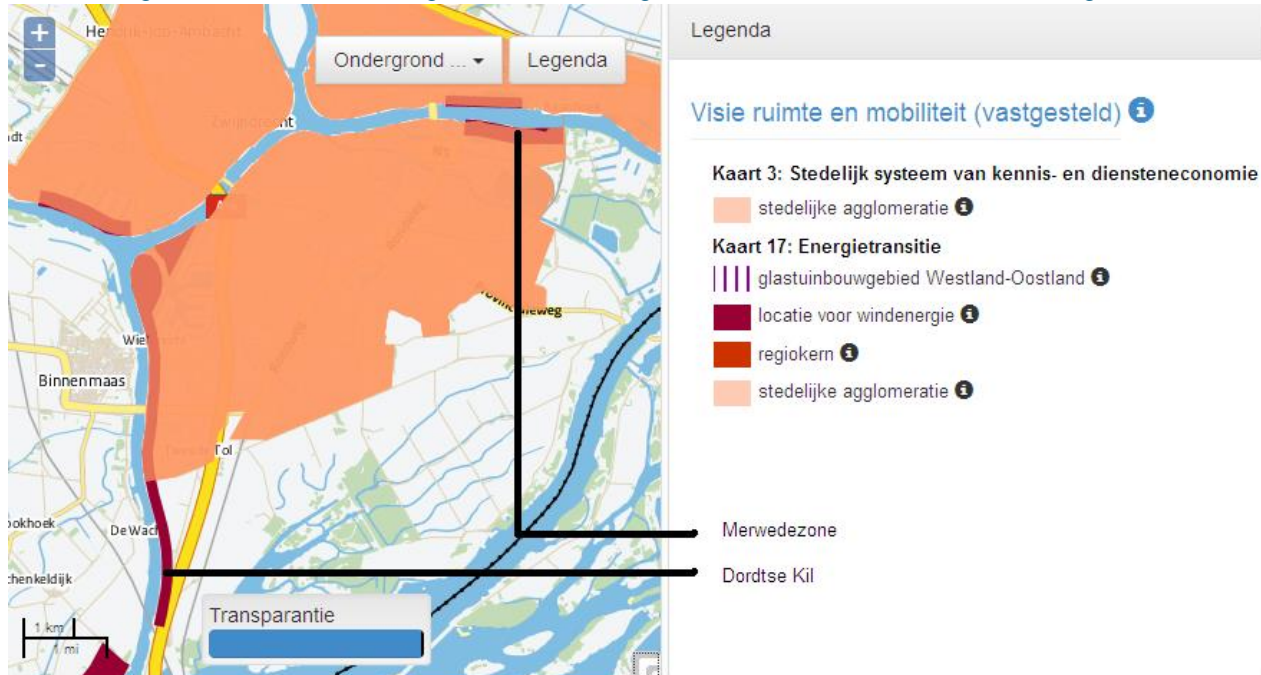 +
-
Ondergrond ...
Legenda
Zwijndrecht
Binnenmaas
Tol
1 km
1 mi
Transparantie
Legenda
Visie ruimte en mobiliteit (vastgesteld)
Kaart 3: Stedelijk systeem van kennis- en diensteneconomie
stedelijke agglomeratie
Kaart 17: Energietransitie
glastuinbouwgebied Westland-Oostland
locatie voor windenergie
regiokern
stedelijke agglomeratie
Merwedezone
Dordtse Kil